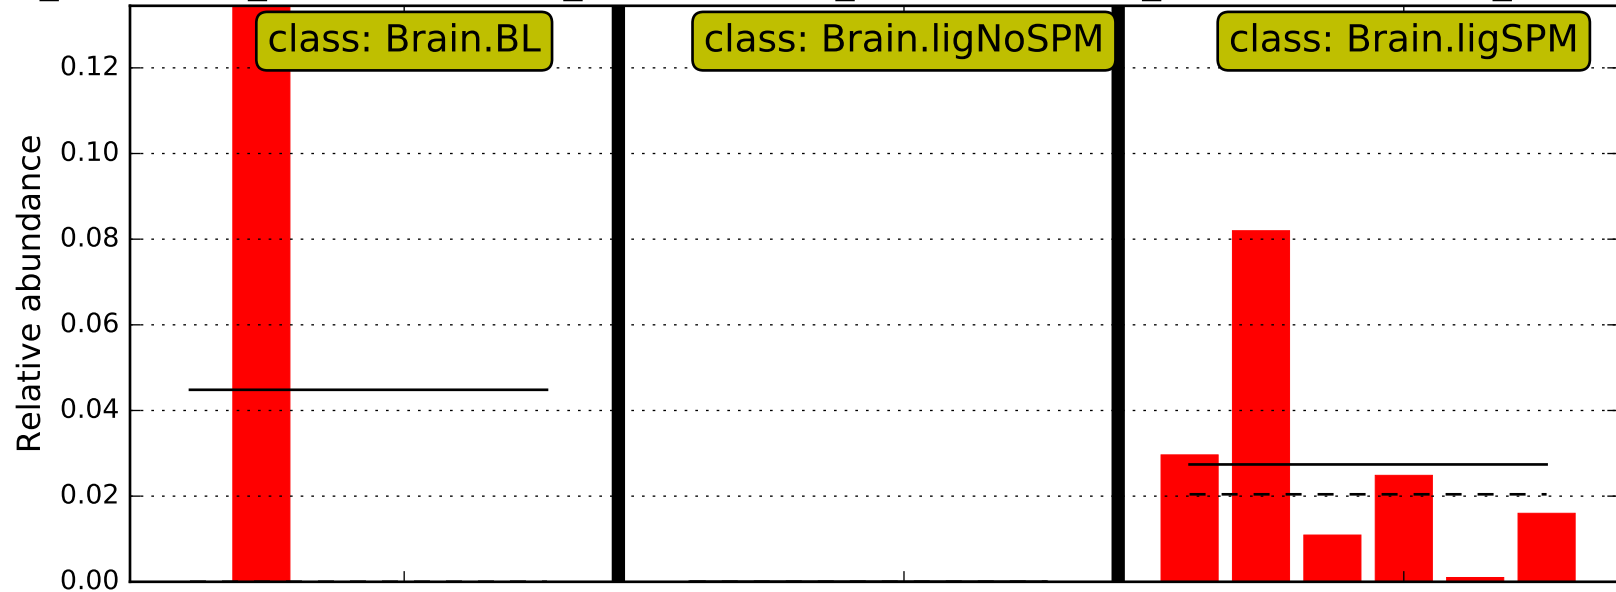 class: Brain.BL
class: Brain.ligNoSPM
class: Brain.ligSPM
Relative abundance
0.12
0.10
0.08
0.06
0.04
0.02
0.00